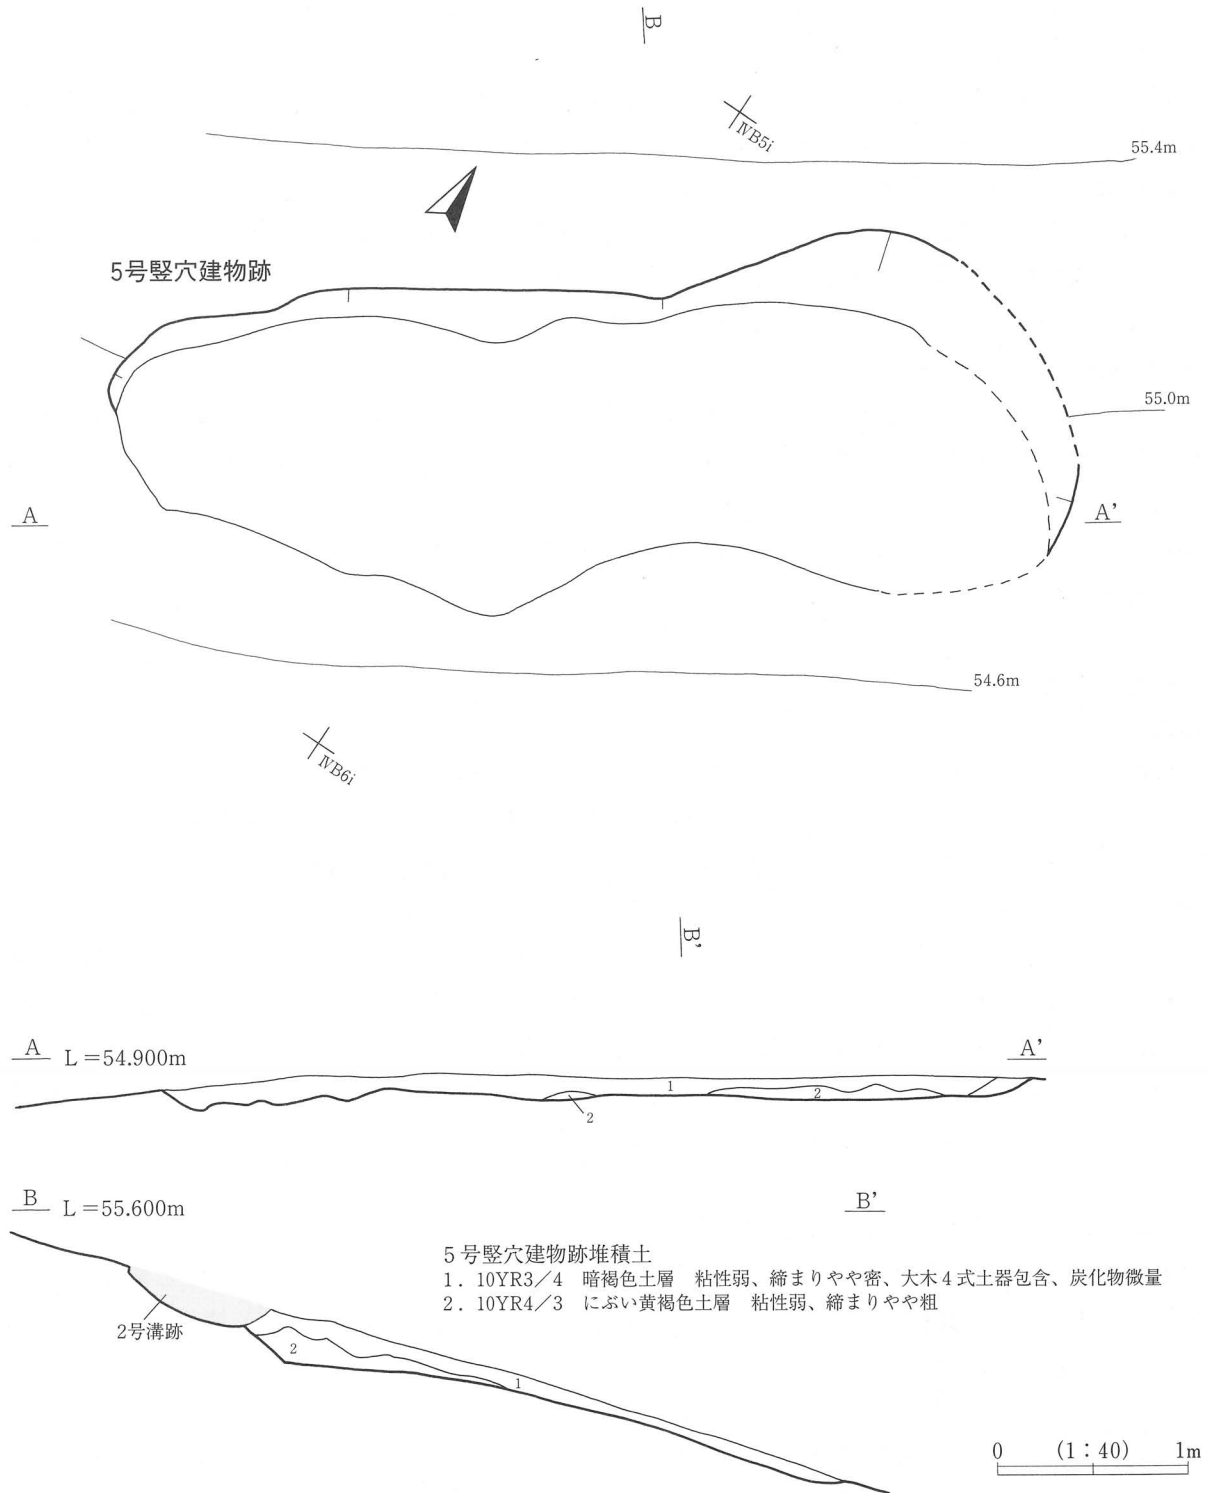 B
ⅣB5i
55.4m
5号竪穴建物跡
55.0m
A
A'
54.6m
ⅣB6i
B'
A L=54.900m
A'
1
2
2
B L=55.600m
B'
5号竪穴建物跡堆積土
1. 10YR3/4 暗褐色土層 粘性弱、締まりやや密、大木4式土器包含、炭化物微量
2. 10YR4/3 にぶい黄褐色土層 粘性弱、締まりやや粗
2号溝跡
2
1
0 (1:40) 1m